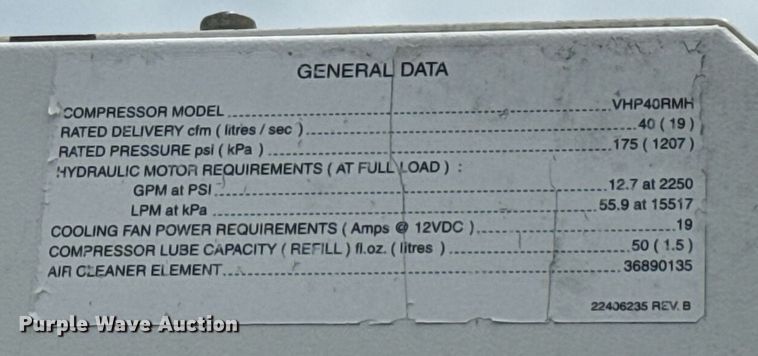 GENERAL DATA
COMPRESSOR MODEL VHP40RMH
RATED DELIVERY cfm ( litres / sec ) 40 ( 19 )
RATED PRESSURE psi ( kPa ) 175 ( 1207 )
HYDRAULIC MOTOR REQUIREMENTS ( AT FULL LOAD ) :
GPM at PSI 12.7 at 2250
LPM at kPa 55.9 at 15517
COOLING FAN POWER REQUIREMENTS ( Amps @ 12VDC ) 19
COMPRESSOR LUBE CAPACITY ( REFILL ) fl.oz. ( litres ) 50 ( 1.5 )
AIR CLEANER ELEMENT 36890135
22406235 REV. B
Purple Wave Auction